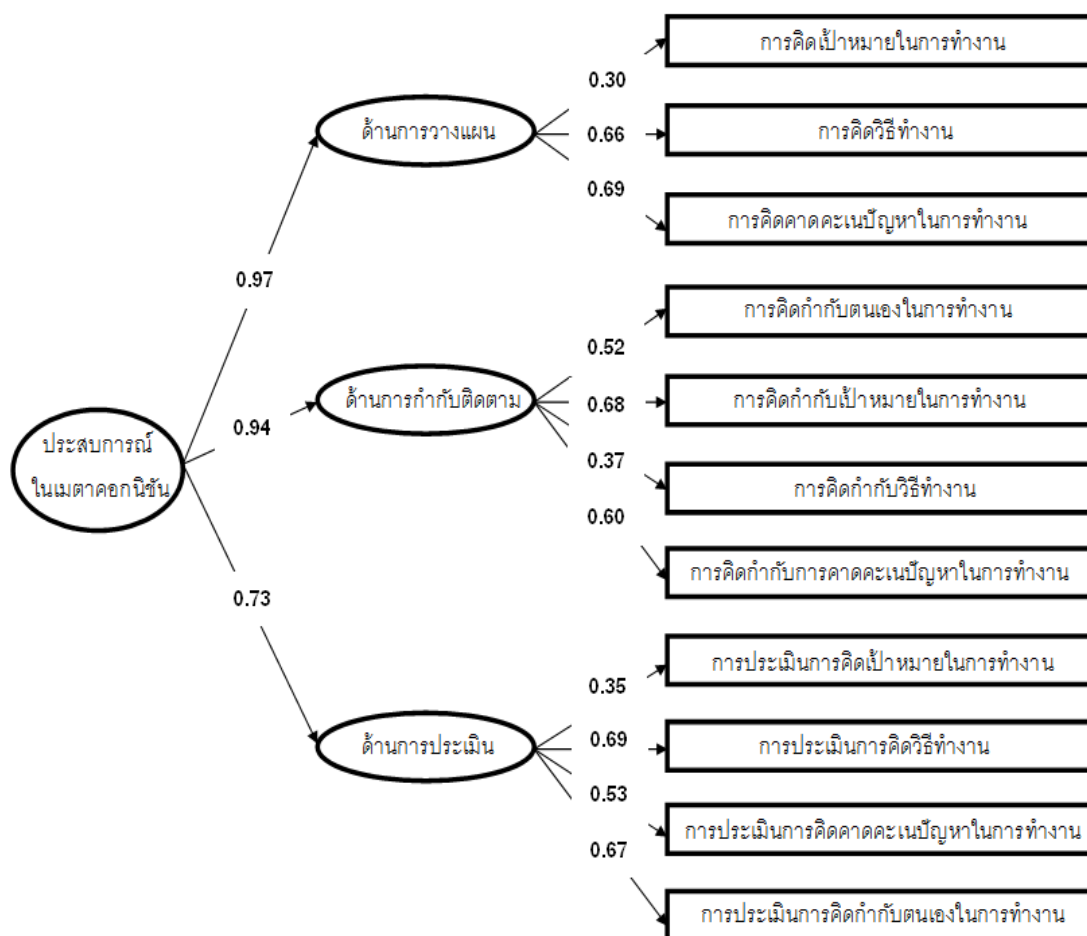 การคิดเป้าหมายในการทำงาน
0.30
ด้านการวางแผน
0.66
การคิดวิธีทำงาน
0.69
การคิดคาดคะเนปัญหาในการทำงาน
0.97
การคิดกำกับตนเองในการทำงาน
0.52
ด้านการกำกับติดตาม
0.68
การคิดกำกับเป้าหมายในการทำงาน
0.94
ประสบการณ์
ในเมตาคอกนิชัน
0.37
การคิดกำกับวิธีทำงาน
0.60
การคิดกำกับการคาดคะเนปัญหาในการทำงาน
0.73
การประเมินการคิดเป้าหมายในการทำงาน
0.35
ด้านการประเมิน
0.69
การประเมินการคิดวิธีทำงาน
0.53
การประเมินการคิดคาดคะเนปัญหาในการทำงาน
0.67
การประเมินการคิดกำกับตนเองในการทำงาน